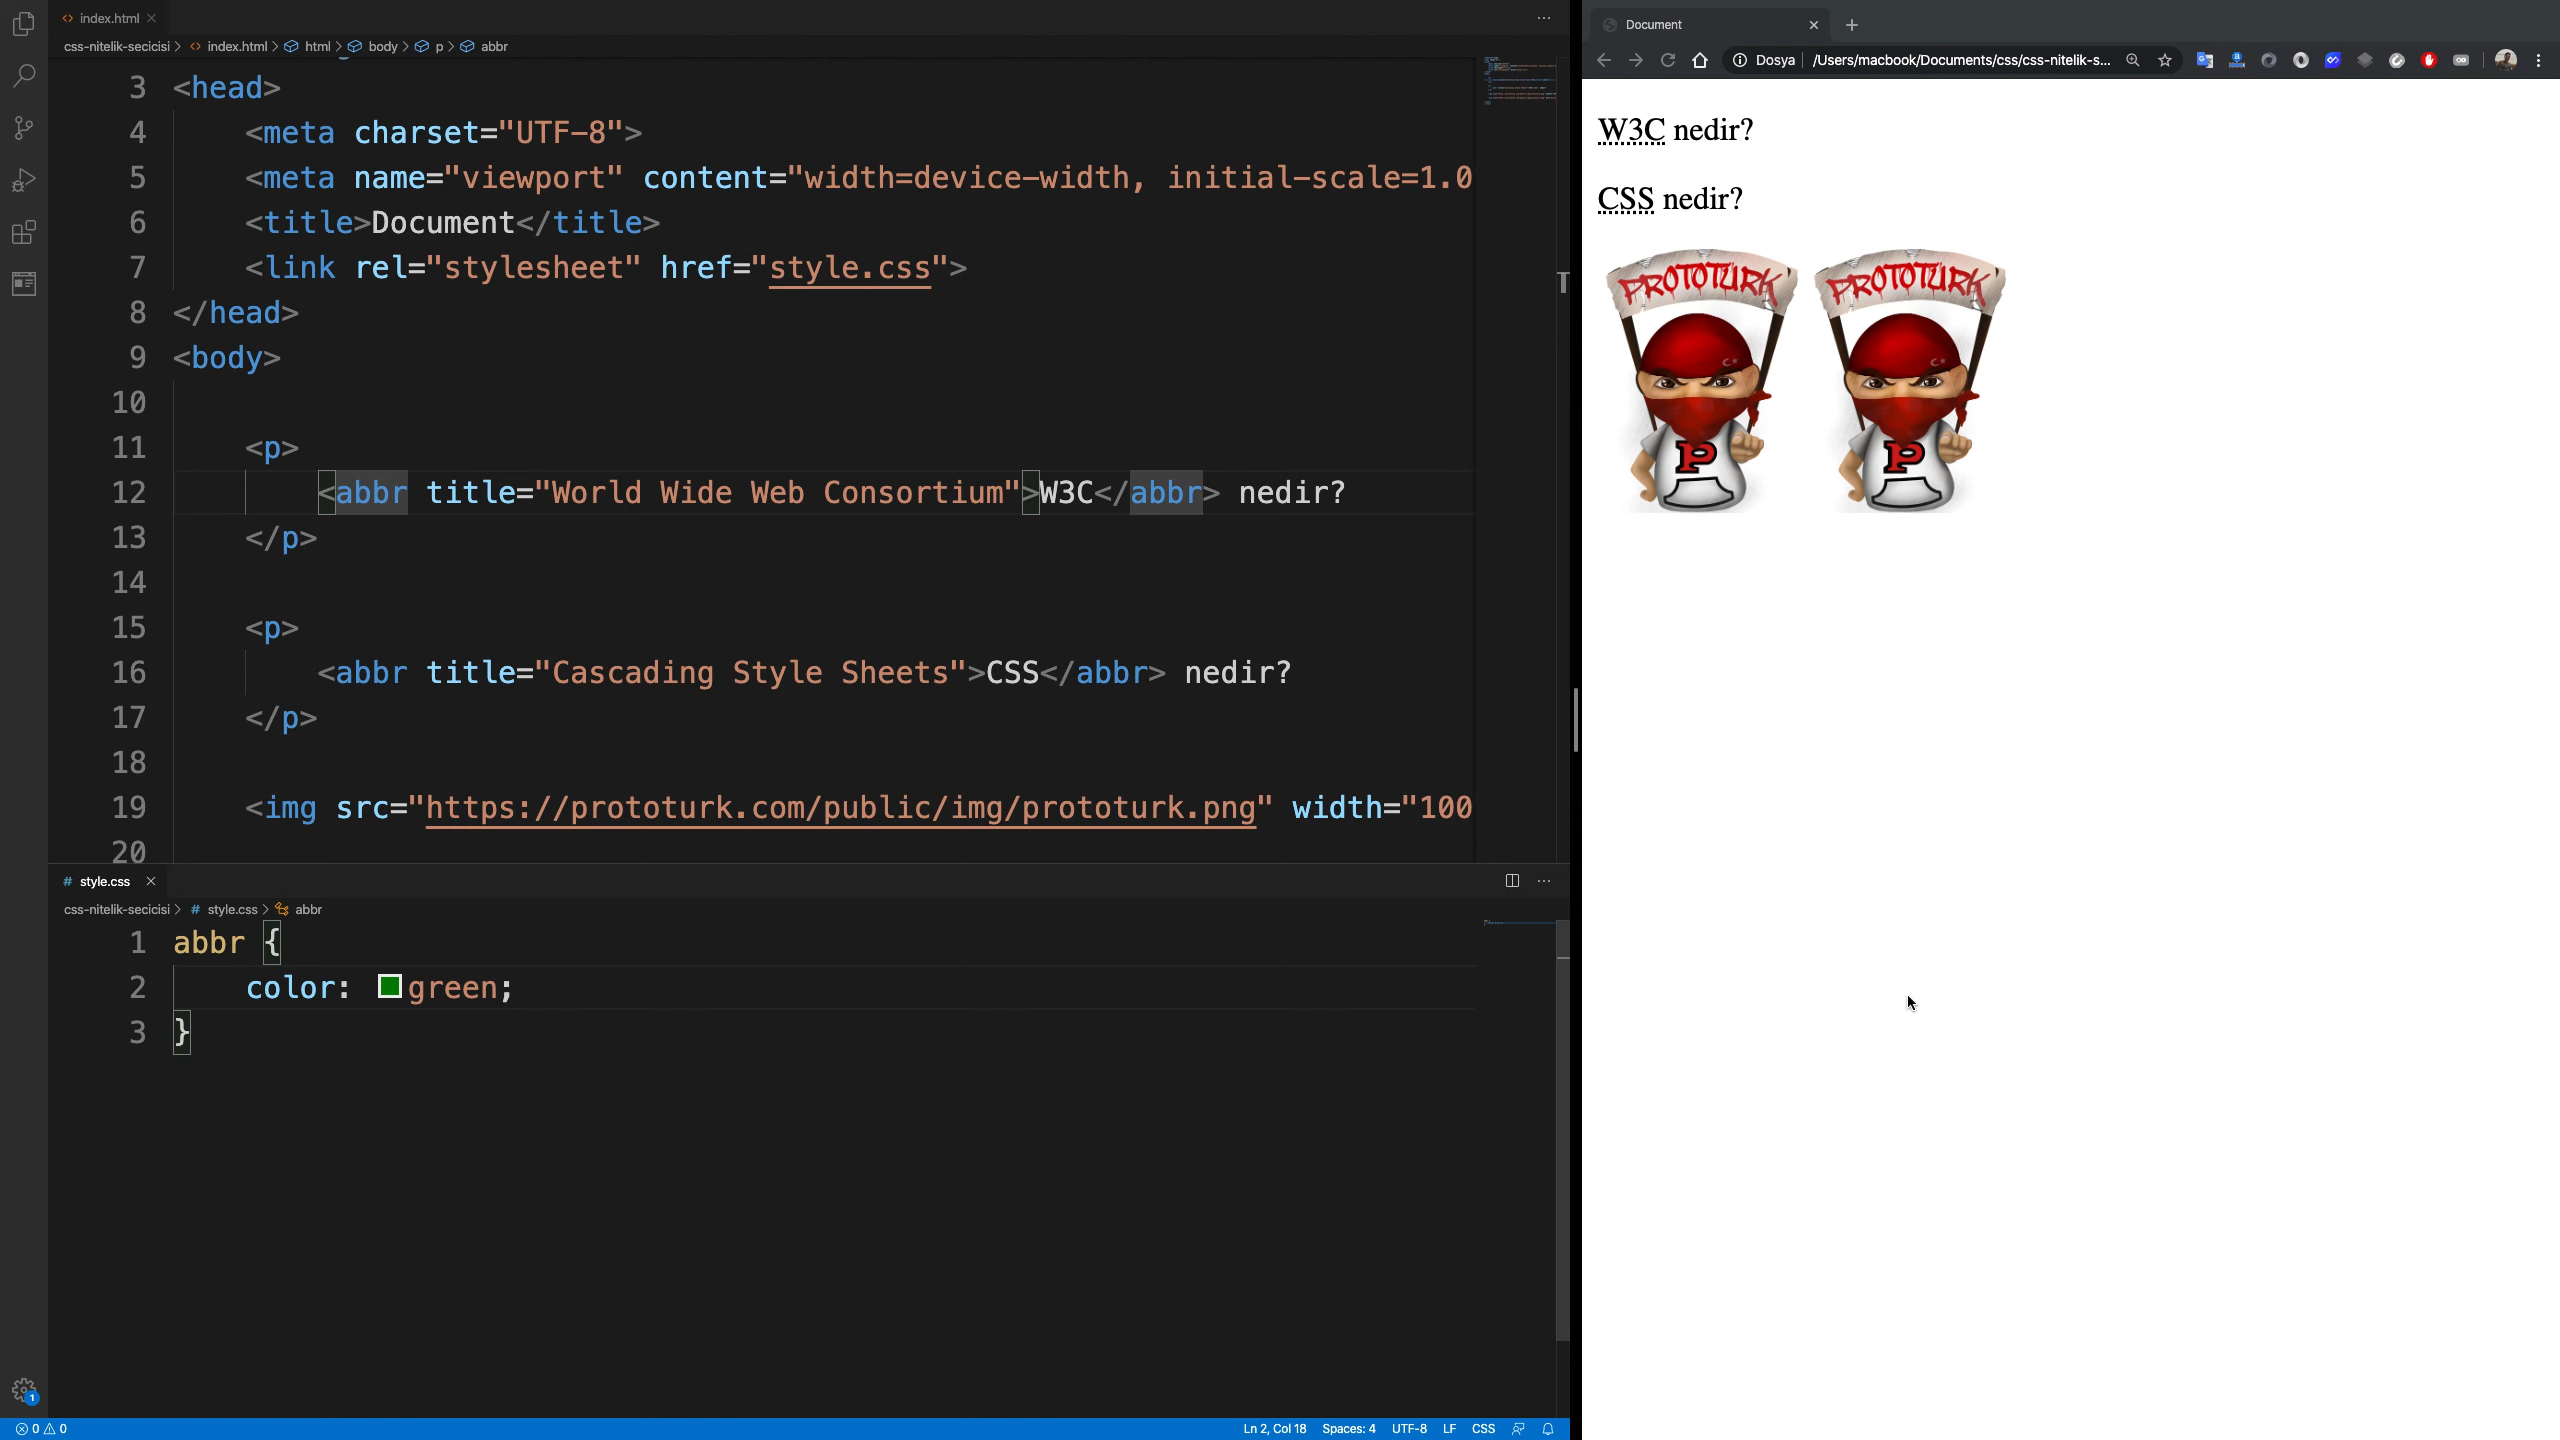 index.html
css-nitelik-secicisi > index.html > html > body > p > abbr
3 <head>
4 <meta charset="UTF-8">
5 <meta name="viewport" content="width=device-width, initial-scale=1.0
6 <title>Document</title>
7 <link rel="stylesheet" href="style.css">
8 </head>
9 <body>
10
11 <p>
12 <abbr title="World Wide Web Consortium">W3C</abbr> nedir?
13 </p>
14
15 <p>
16 <abbr title="Cascading Style Sheets">CSS</abbr> nedir?
17 </p>
18
19 <img src="https://prototurk.com/public/img/prototurk.png" width="100
20
# style.css
css-nitelik-secicisi > # style.css > abbr
1 abbr {
2 color: green;
3 }
1
0 0
Ln 2, Col 18 Spaces: 4 UTF-8 LF CSS
Document
Dosya /Users/macbook/Documents/css/css-nitelik-s...
W3C nedir?
CSS nedir?
PROTOTURK PROTOTURK
P P